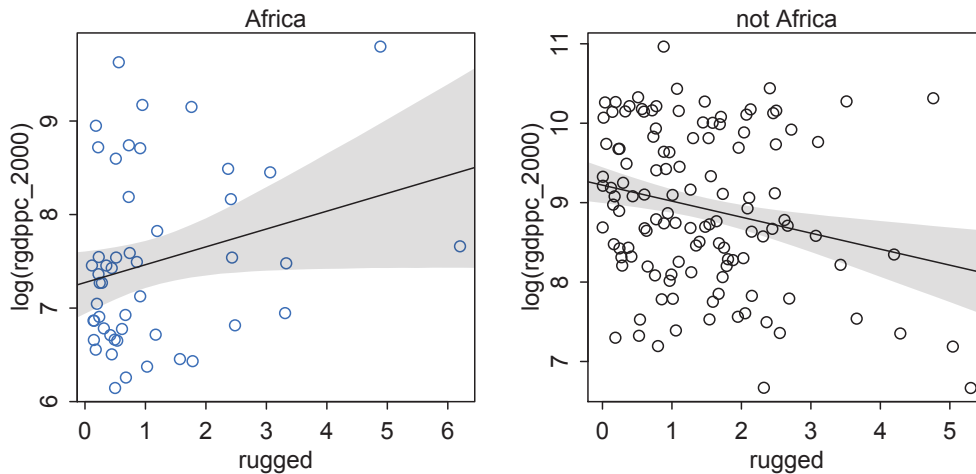 Africa
log(rgdppc_2000)
9
8
7
6
0 1 2 3 4 5 6
rugged
not Africa
log(rgdppc_2000)
11
10
9
8
7
0 1 2 3 4 5
rugged